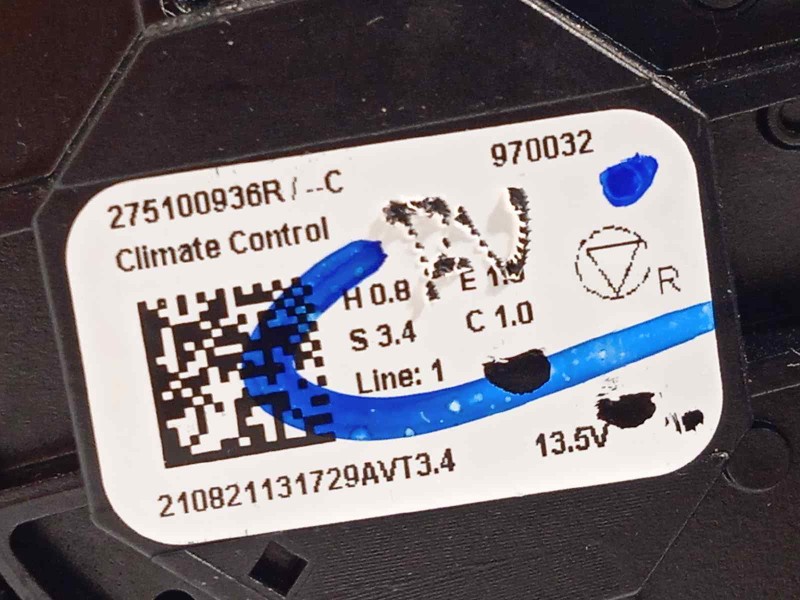 970032
275100936R / --C
Climate Control
H 0.8
S 3.4 C 1.0
Line: 1
R
13.5V
210821131729AVT3.4